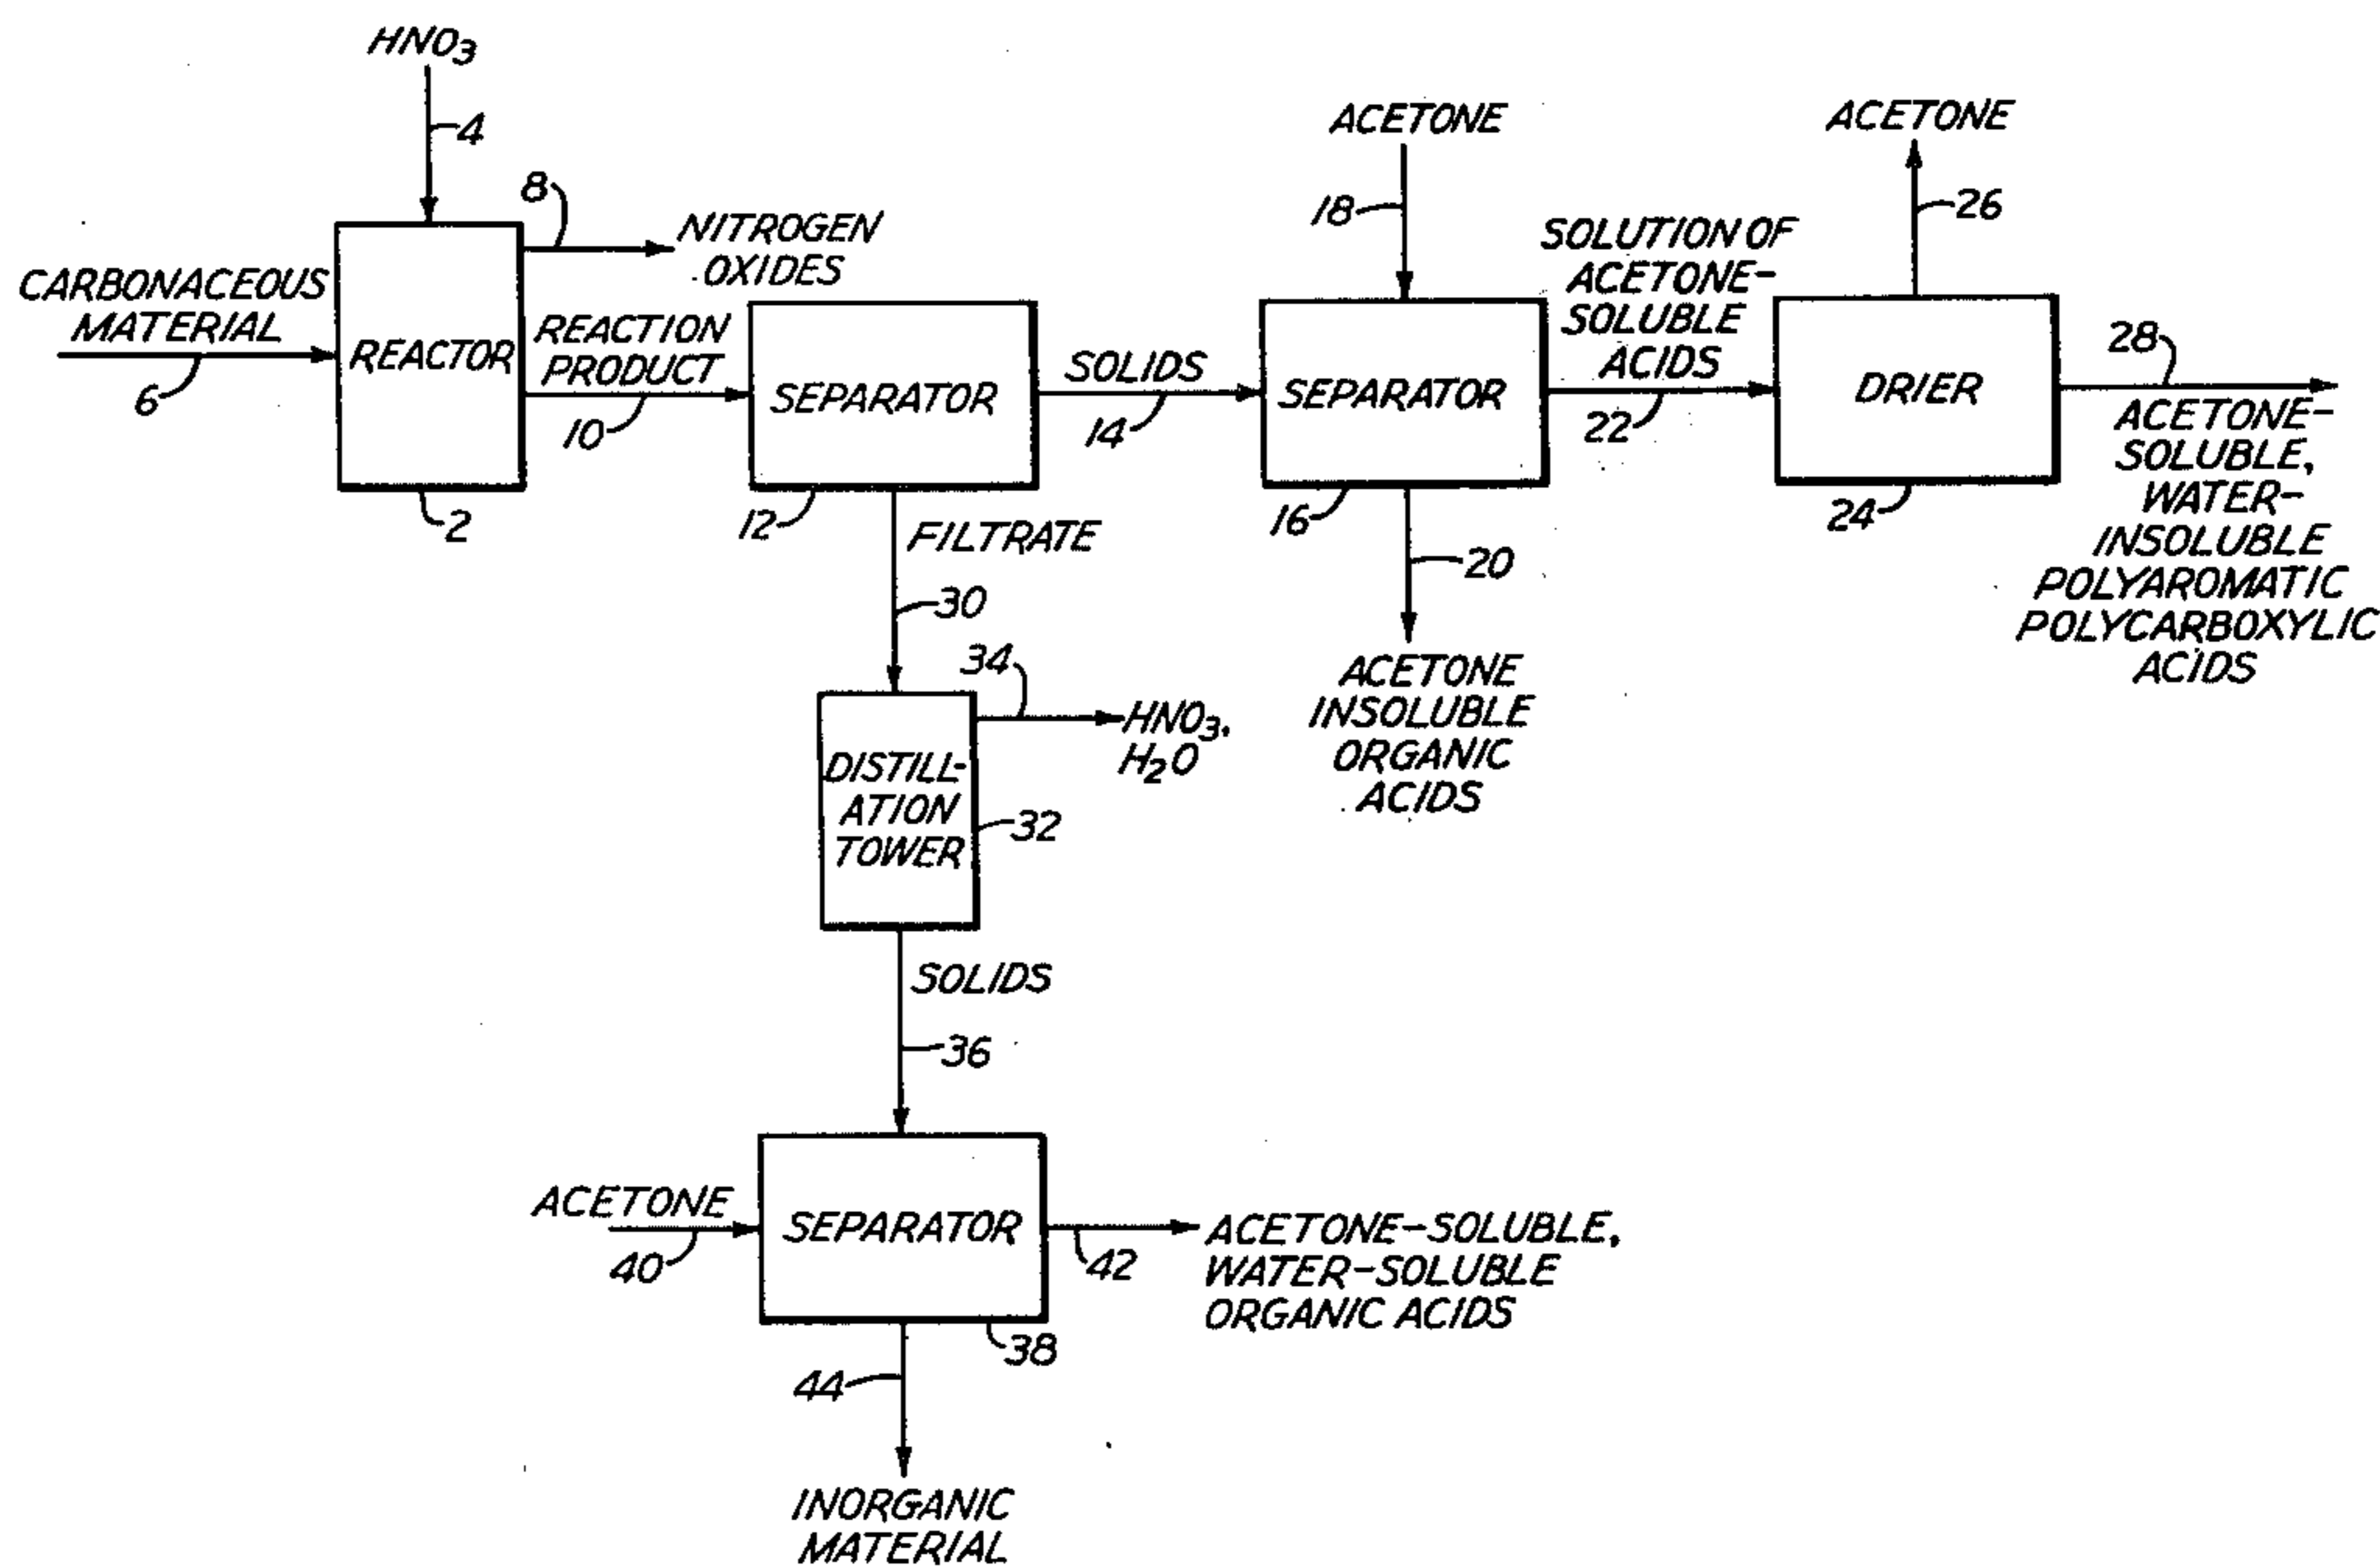 HNO3
4
8
NITROGEN
OXIDES
CARBONACEOUS
MATERIAL
6
REACTOR
2
REACTION
PRODUCT
10
SEPARATOR
12
SOLIDS
14
ACETONE
18
SEPARATOR
16
SOLUTION OF
ACETONE-
SOLUBLE
ACIDS
22
ACETONE
26
DRIER
24
28
ACETONE-
SOLUBLE,
WATER-
INSOLUBLE
POLYAROMATIC
POLYCARBOXYLIC
ACIDS
20
ACETONE
INSOLUBLE
ORGANIC
ACIDS
FILTRATE
30
34
HNO3,
H2O
DISTILL-
ATION
TOWER
32
SOLIDS
36
ACETONE
40
SEPARATOR
38
42
ACETONE-SOLUBLE,
WATER-SOLUBLE
ORGANIC ACIDS
44
INORGANIC
MATERIAL